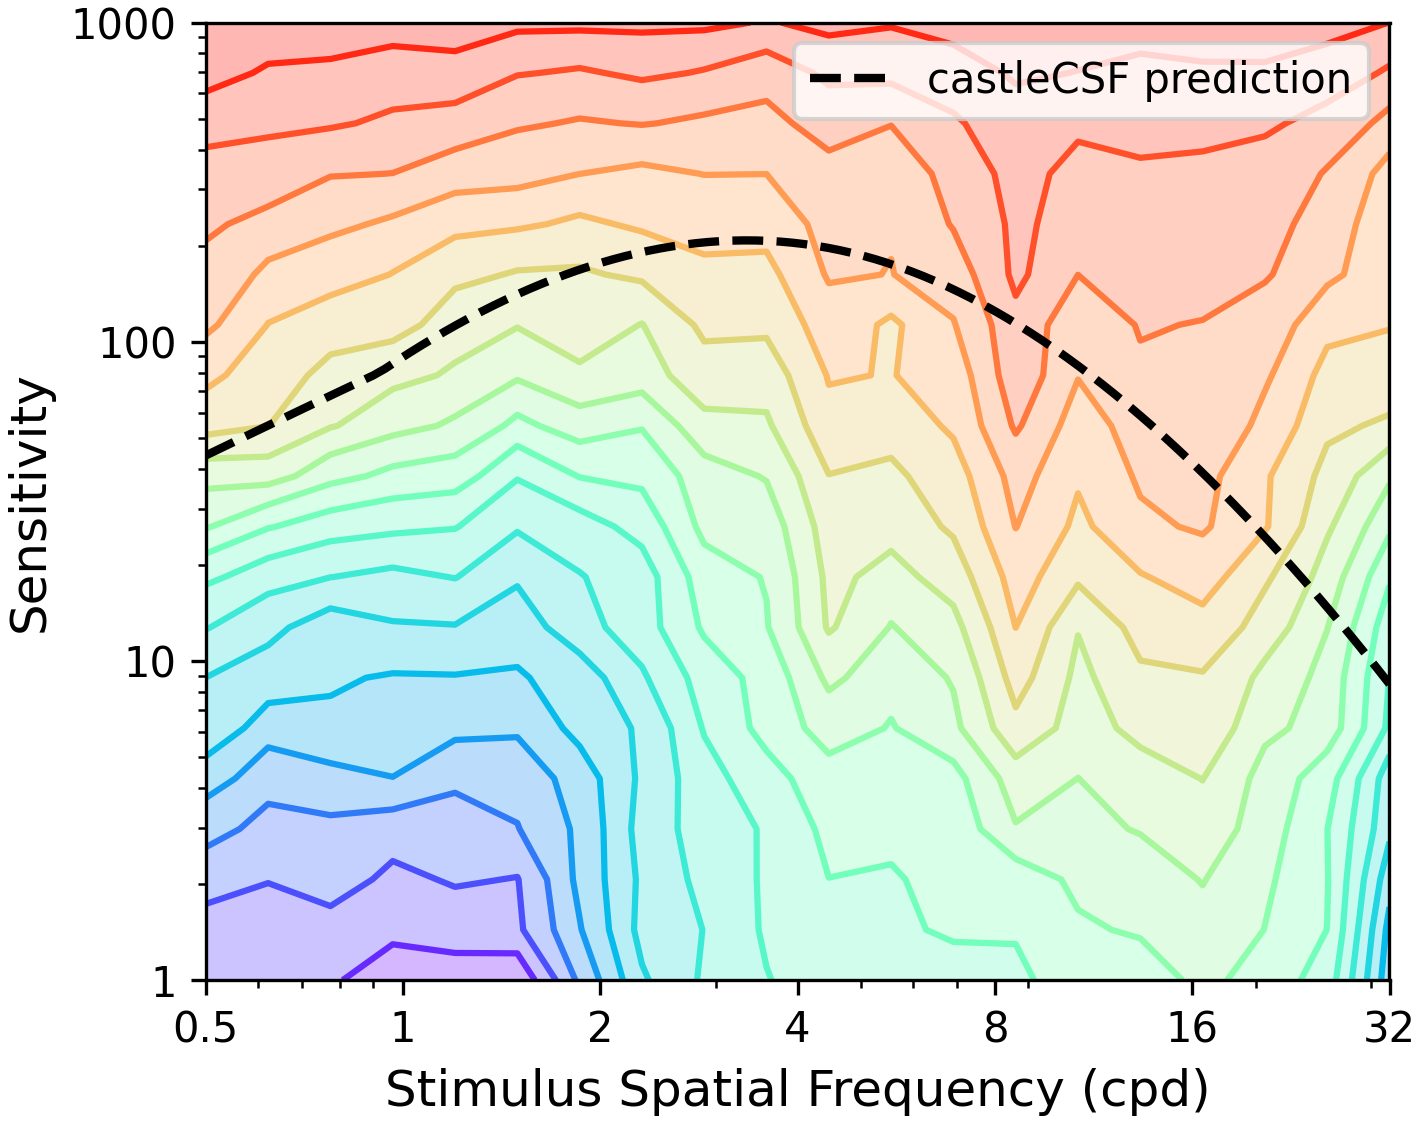 1000
100
10
1
Sensitivity
castleCSF prediction
0.5 1 2 4 8 16 32
Stimulus Spatial Frequency (cpd)